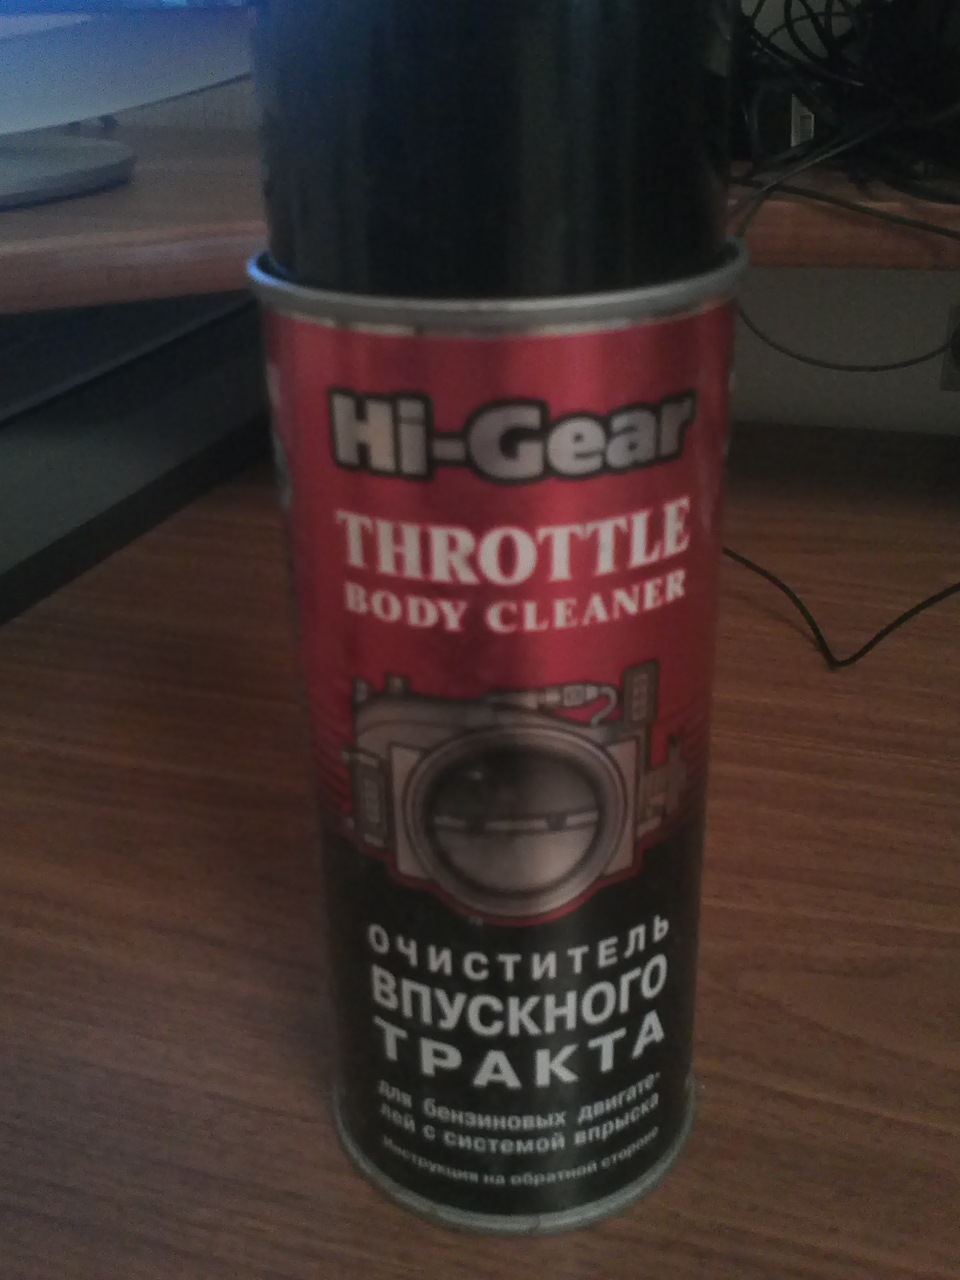 Hi-Gear
THROTTLE
BODY CLEANER
ОЧИСТИТЕЛЬ
ВПУСКНОГО
ТРАКТА
для бензиновых двигате-
лей с системой впрыска
Инструкция на обратной стороне